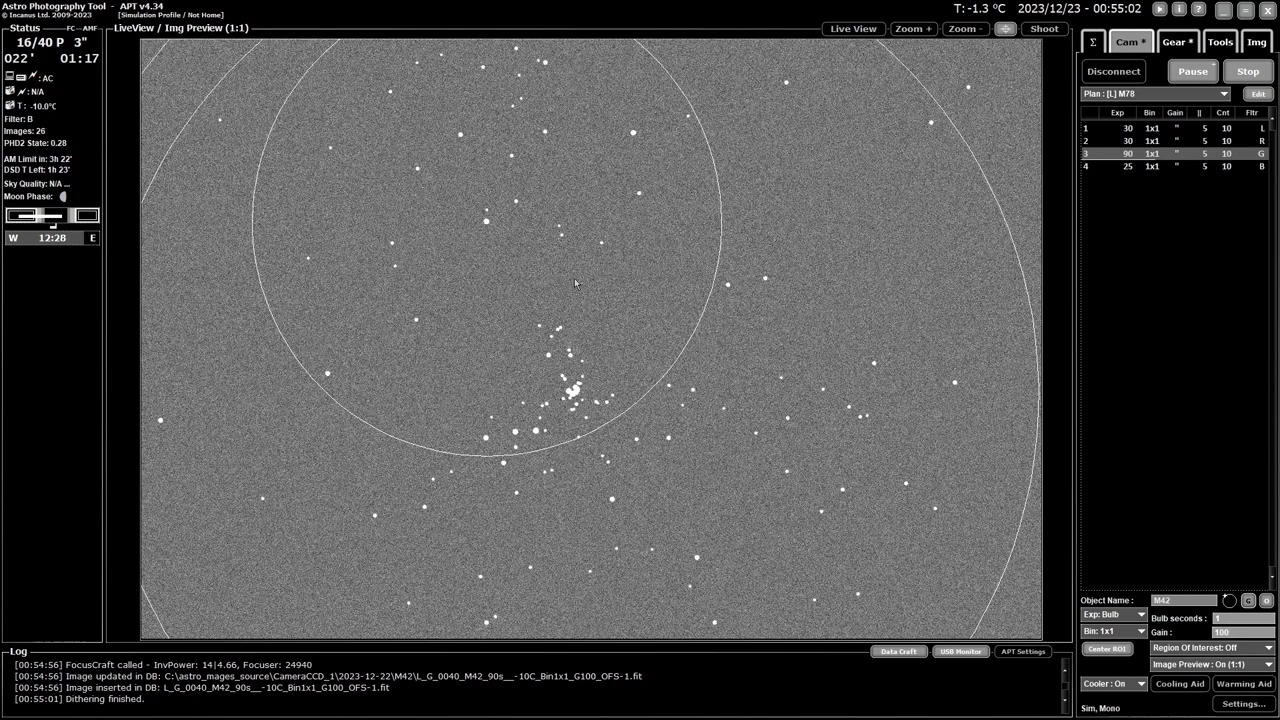 Astro Photography Tool - APT v4.34
© Incanus Ltd. 2009-2023 [Simulation Profile / Not Home]
T: -1.3 ºC 2023/12/23 - 00:55:02
Status FC - AMF
LiveView / Img Preview (1:1)
Live View Zoom + Zoom - Shoot
16/40 P 3"
022' 01:17
: AC
: N/A
T : -10.0°C
Filter: B
Images: 26
PHD2 State: 0.28
AM Limit in: 3h 22'
DSD T Left: 1h 23'
Sky Quality: N/A ...
Moon Phase:
W 12:28 E
Σ Cam * Gear * Tools Img
Disconnect Pause + Stop
Plan : [L] M78 Edit
Exp Bin Gain || Cnt Fltr
1 30 1x1 " 5 10 L
2 30 1x1 " 5 10 R
3 90 1x1 " 5 10 G
4 25 1x1 " 5 10 B
Object Name : M42
Exp: Bulb Bulb seconds : 1
Bin: 1x1 Gain : 100
Center ROI Region Of Interest: Off
Image Preview : On (1:1)
Cooler : On Cooling Aid Warming Aid
Sim, Mono Settings...
Log Data Craft USB Monitor APT Settings
[00:54:56] FocusCraft called - InvPower: 14|4.66, Focuser: 24940
[00:54:56] Image updated in DB: C:\astro_mages_source\CameraCCD_1\2023-12-22\M42\L_G_0040_M42_90s__-10C_Bin1x1_G100_OFS-1.fit
[00:54:56] Image inserted in DB: L_G_0040_M42_90s__-10C_Bin1x1_G100_OFS-1.fit
[00:55:01] Dithering finished.